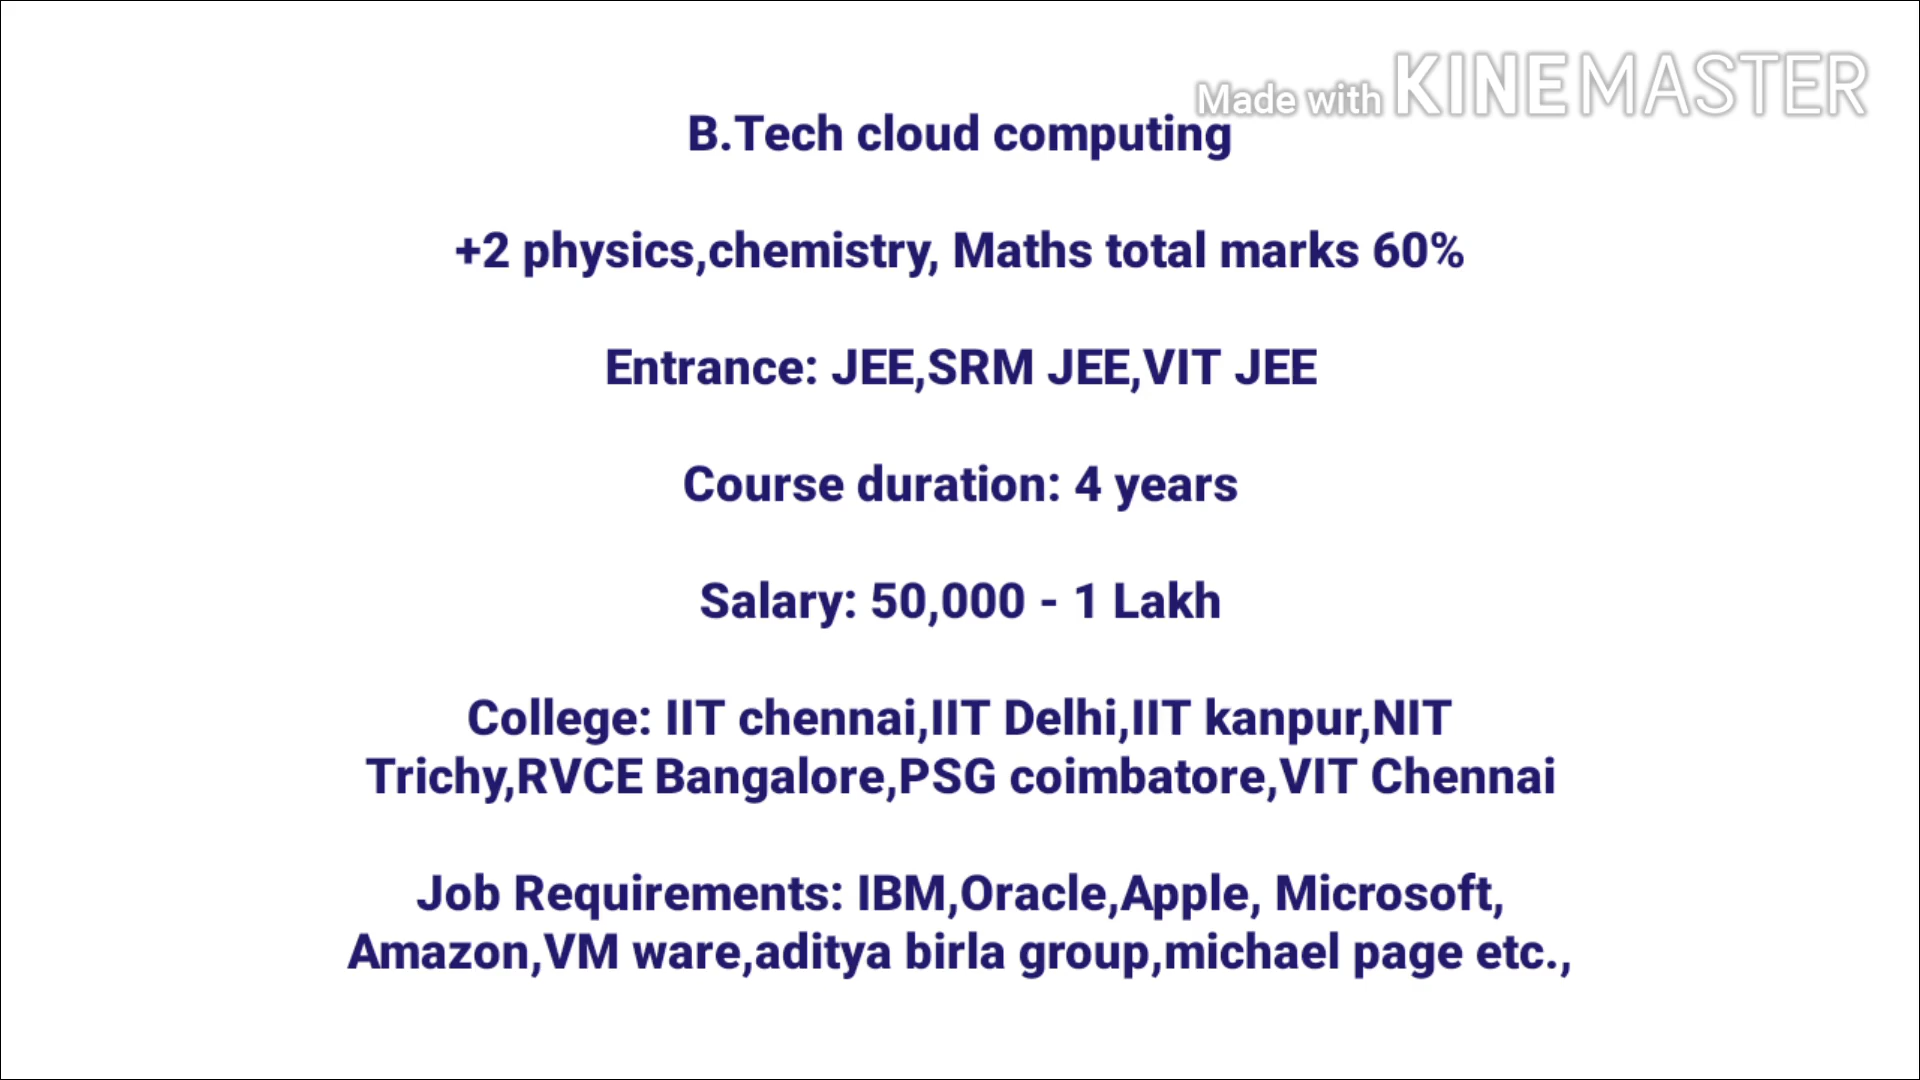 Made with KINEMASTER
B.Tech cloud computing
+2 physics,chemistry, Maths total marks 60%
Entrance: JEE,SRM JEE,VIT JEE
Course duration: 4 years
Salary: 50,000 - 1 Lakh
College: IIT chennai,IIT Delhi,IIT kanpur,NIT
Trichy,RVCE Bangalore,PSG coimbatore,VIT Chennai
Job Requirements: IBM,Oracle,Apple, Microsoft,
Amazon,VM ware,aditya birla group,michael page etc.,